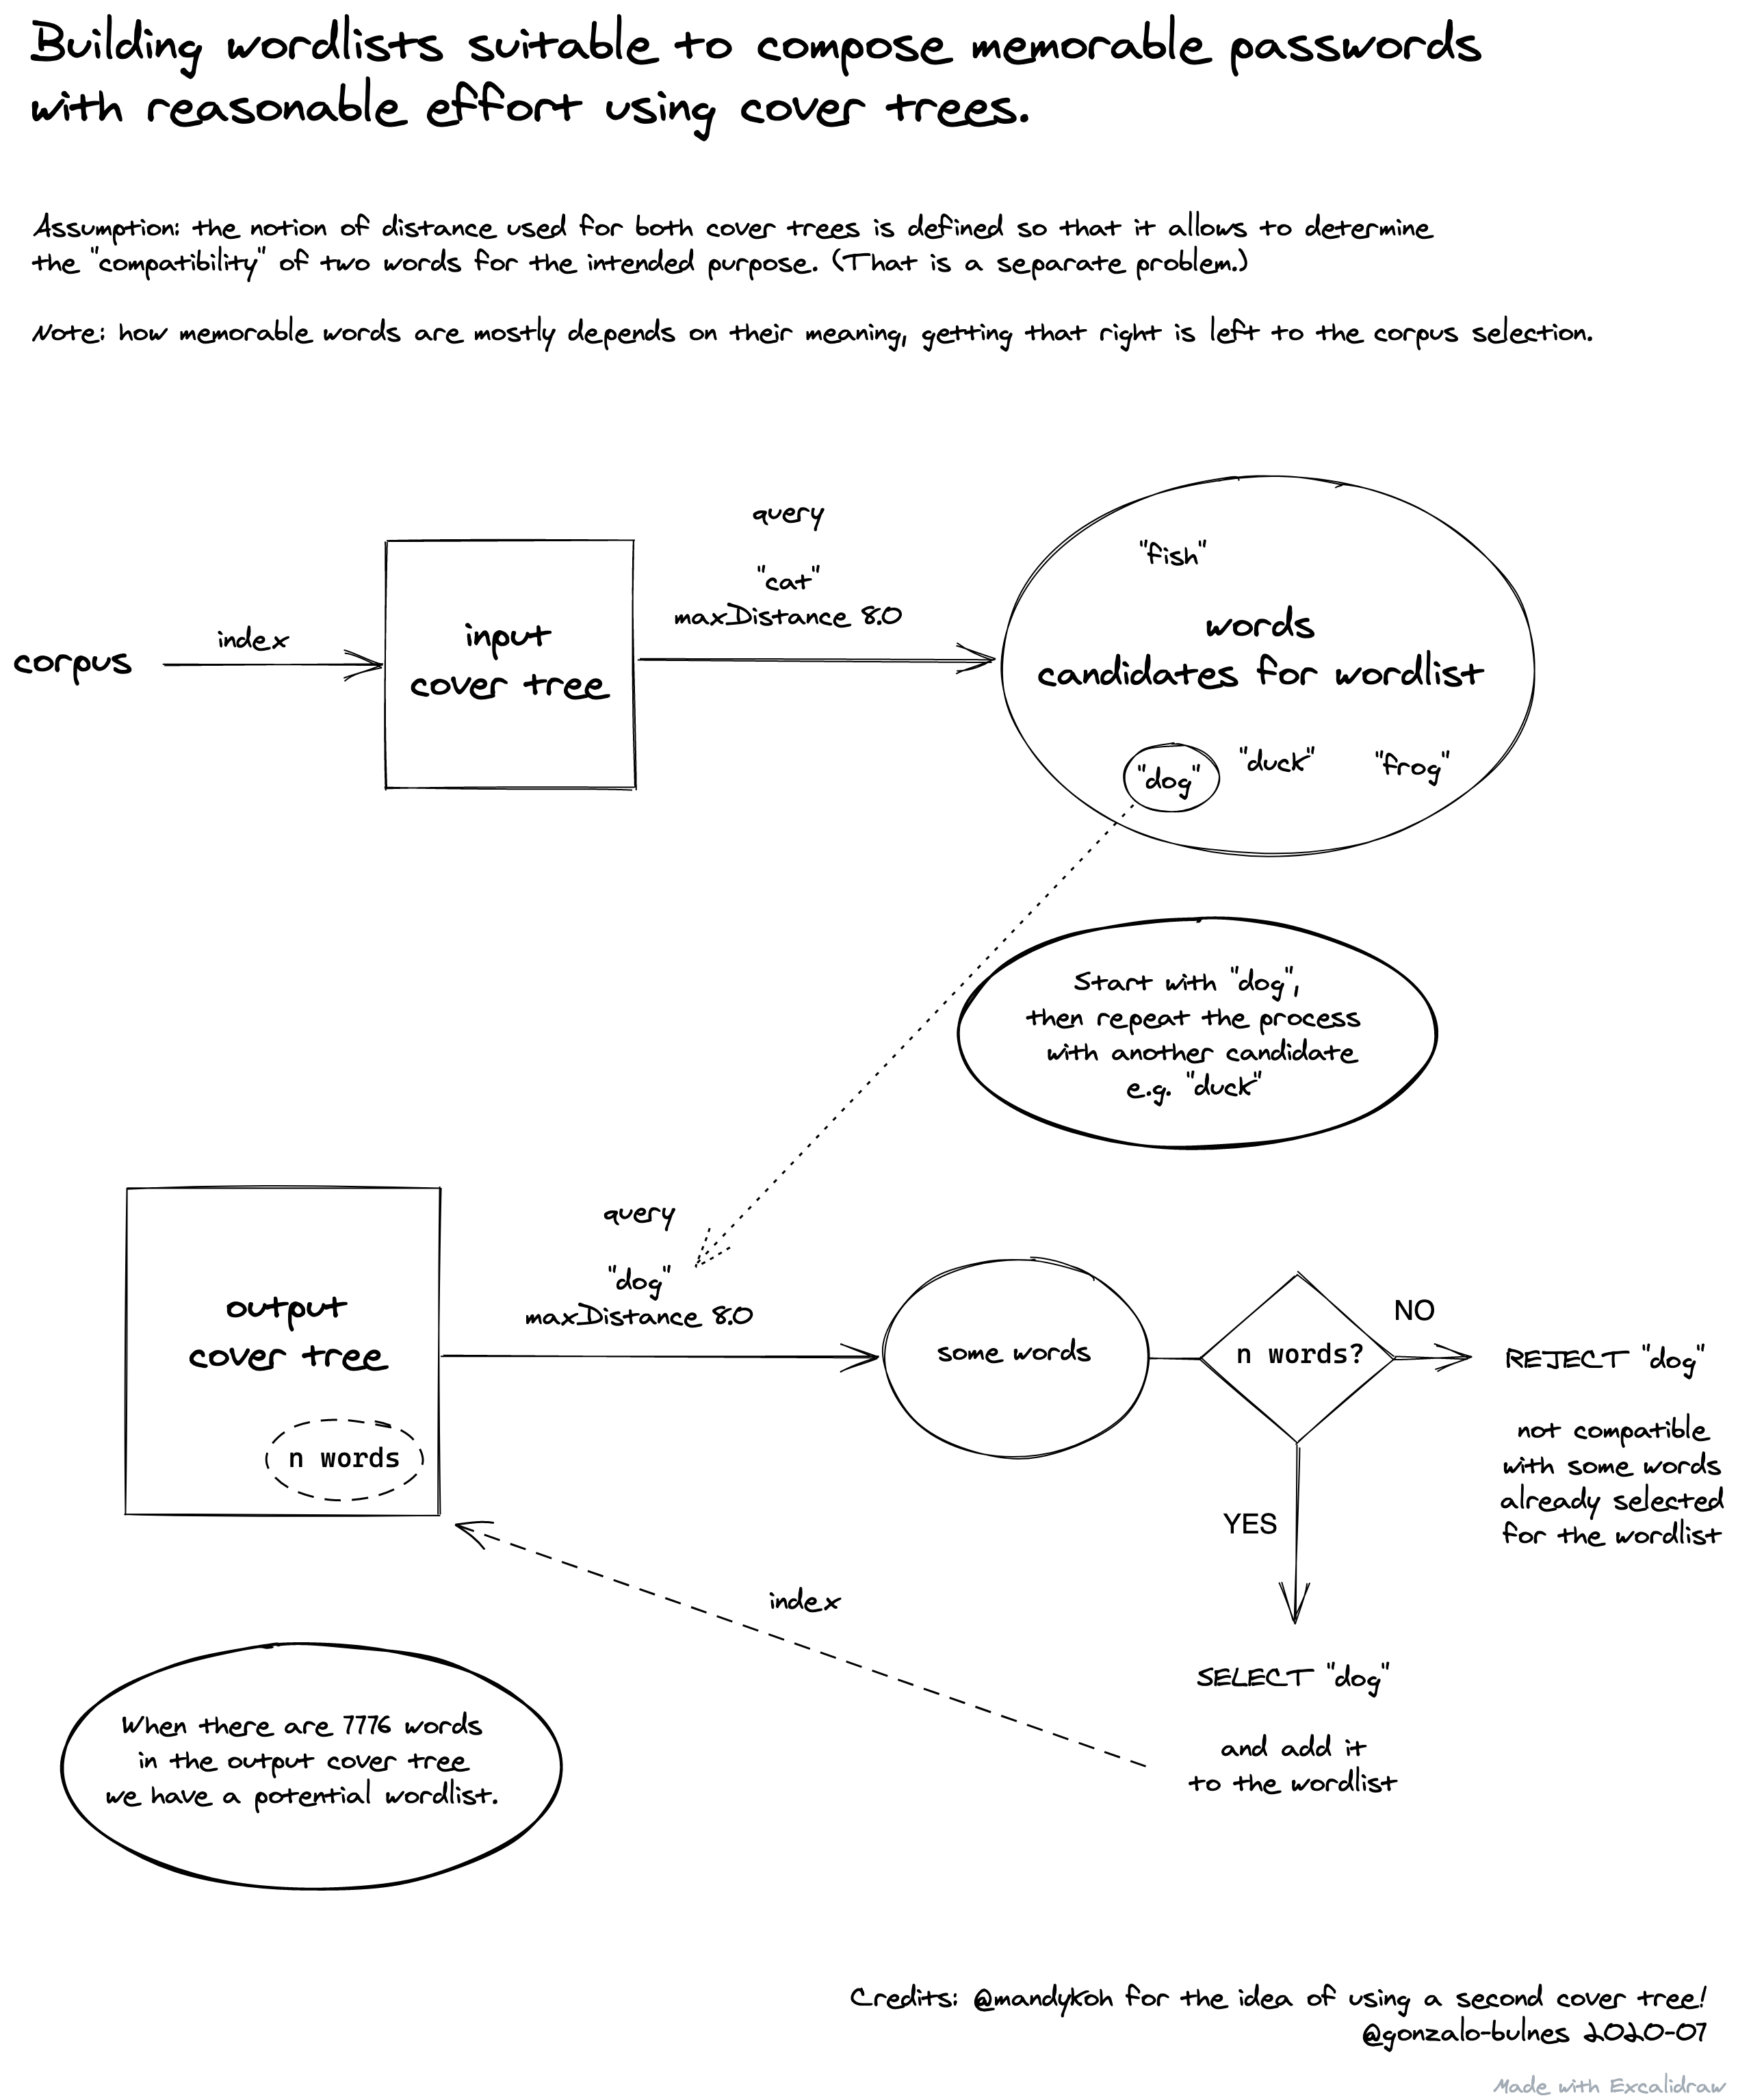 Building wordlists suitable to compose memorable passwords
with reasonable effort using cover trees.
Assumption: the notion of distance used for both cover trees is defined so that it allows to determine
the "compatibility" of two words for the intended purpose. (That is a separate problem.)
Note: how memorable words are mostly depends on their meaning, getting that right is left to the corpus selection.
corpus
index
input
cover tree
query
"cat"
maxDistance 8.0
"fish"
words
candidates for wordlist
"dog"
"duck"
"frog"
Start with "dog",
then repeat the process
with another candidate
e.g. "duck"
output
cover tree
n words
query
"dog"
maxDistance 8.0
some words
n words?
NO
REJECT "dog"
not compatible
with some words
already selected
for the wordlist
YES
SELECT "dog"
and add it
to the wordlist
index
When there are 7776 words
in the output cover tree
we have a potential wordlist.
Credits: @mandykoh for the idea of using a second cover tree!
@gonzalo-bulnes 2020-07
Made with Excalidraw